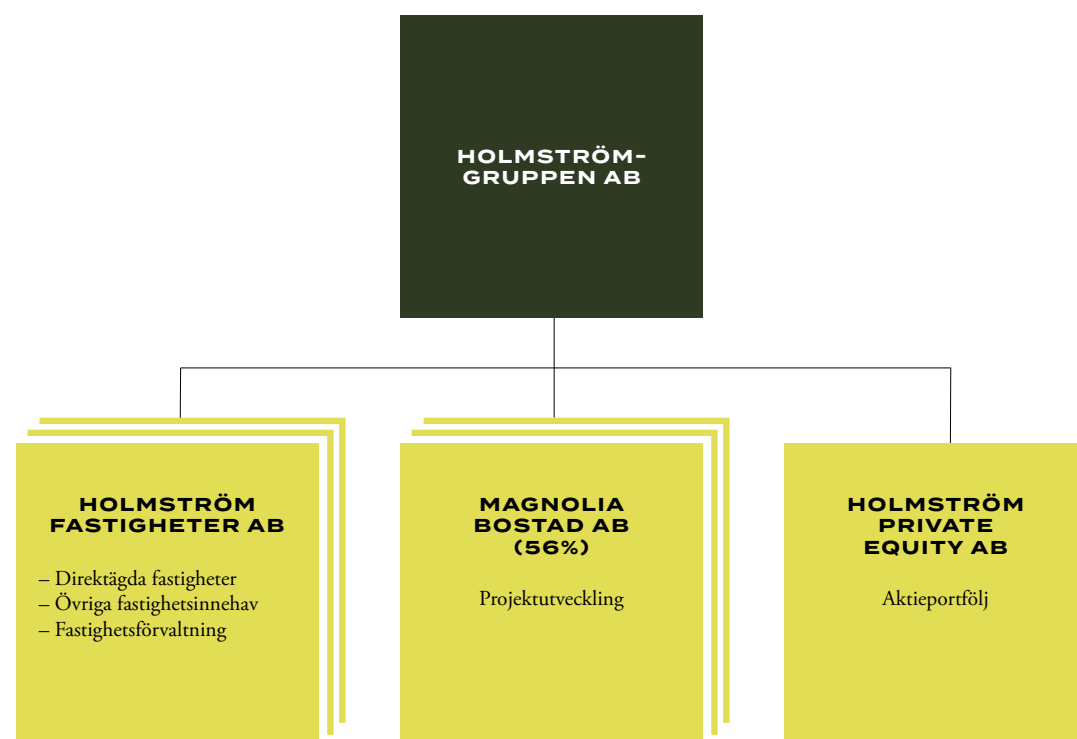 HOLMSTRÖM-
GRUPPEN AB
HOLMSTRÖM
FASTIGHETER AB
– Direktägda fastigheter
– Övriga fastighetsinnehav
– Fastighetsförvaltning
MAGNOLIA
BOSTAD AB
(56%)
Projektutveckling
HOLMSTRÖM
PRIVATE
EQUITY AB
Aktieportfölj